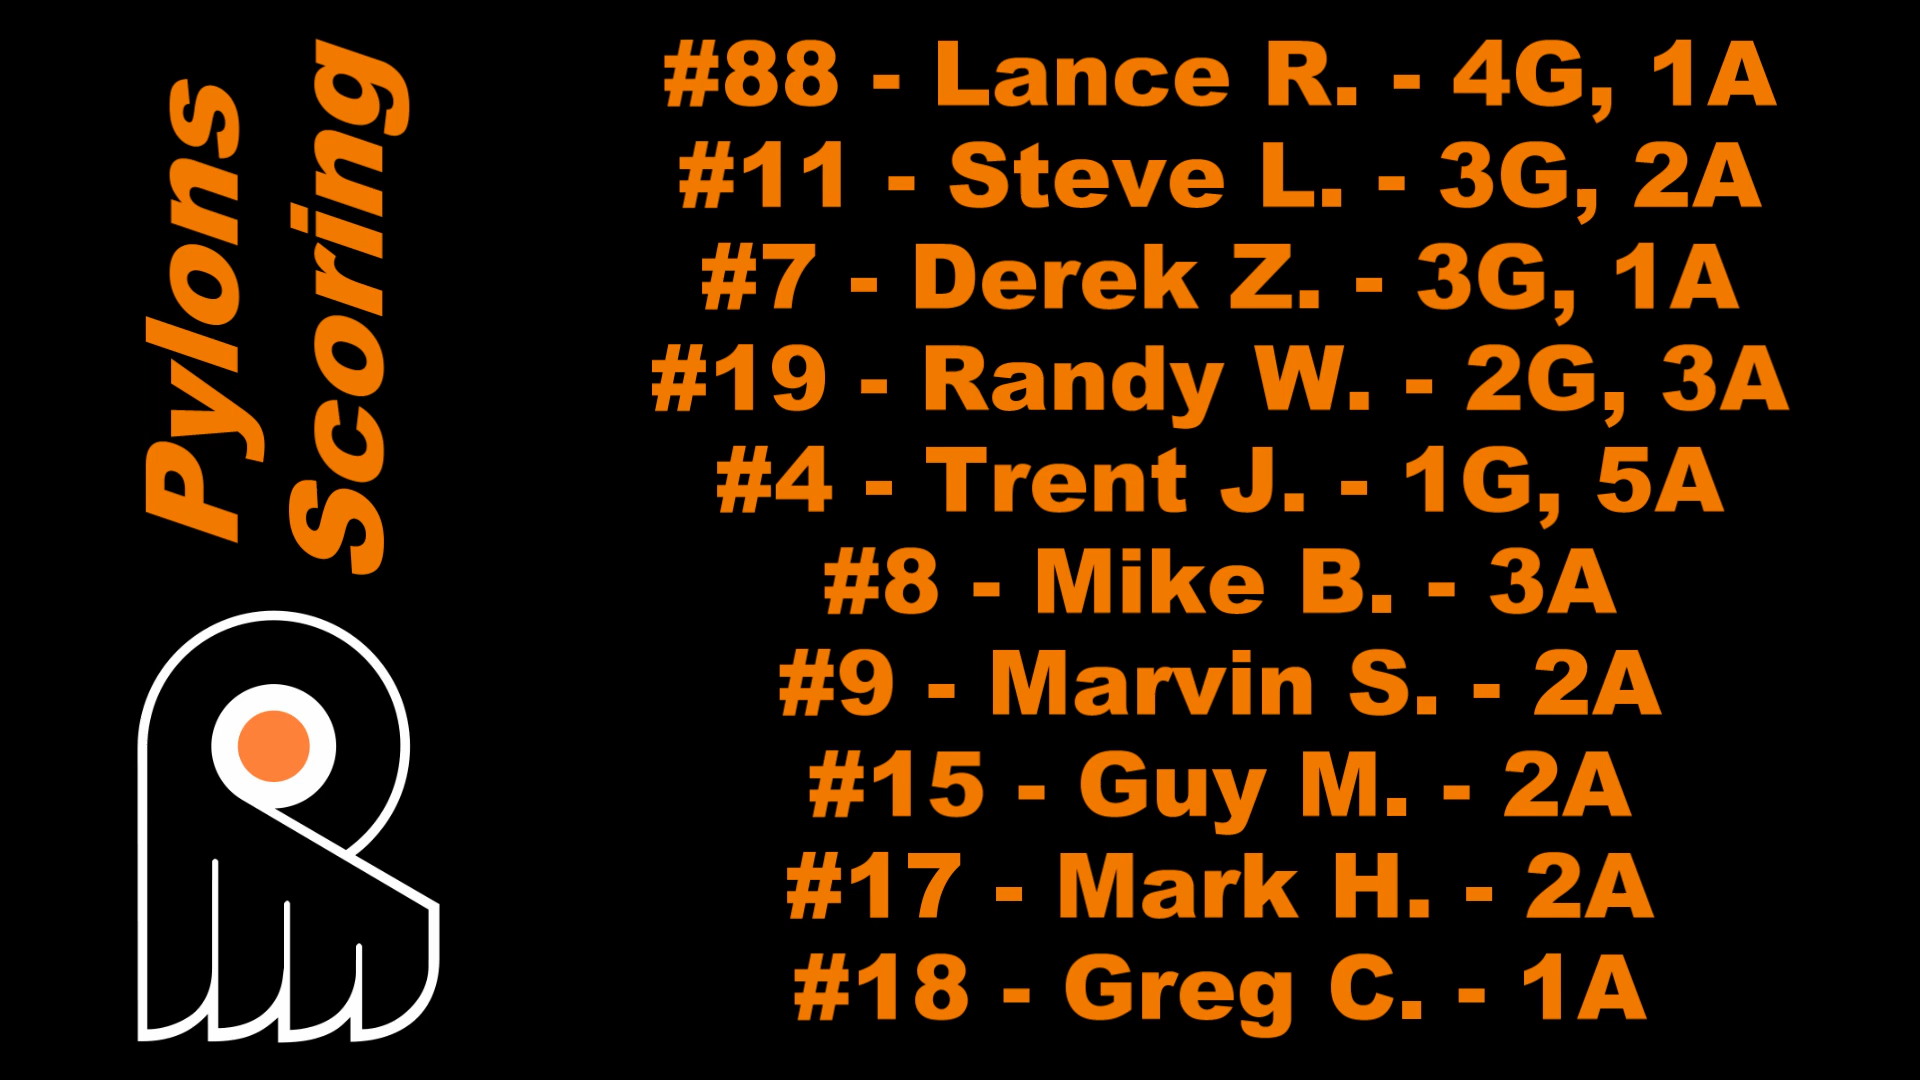 Pylons
Scoring
#88 - Lance R. - 4G, 1A
#11 - Steve L. - 3G, 2A
#7 - Derek Z. - 3G, 1A
#19 - Randy W. - 2G, 3A
#4 - Trent J. - 1G, 5A
#8 - Mike B. - 3A
#9 - Marvin S. - 2A
#15 - Guy M. - 2A
#17 - Mark H. - 2A
#18 - Greg C. - 1A